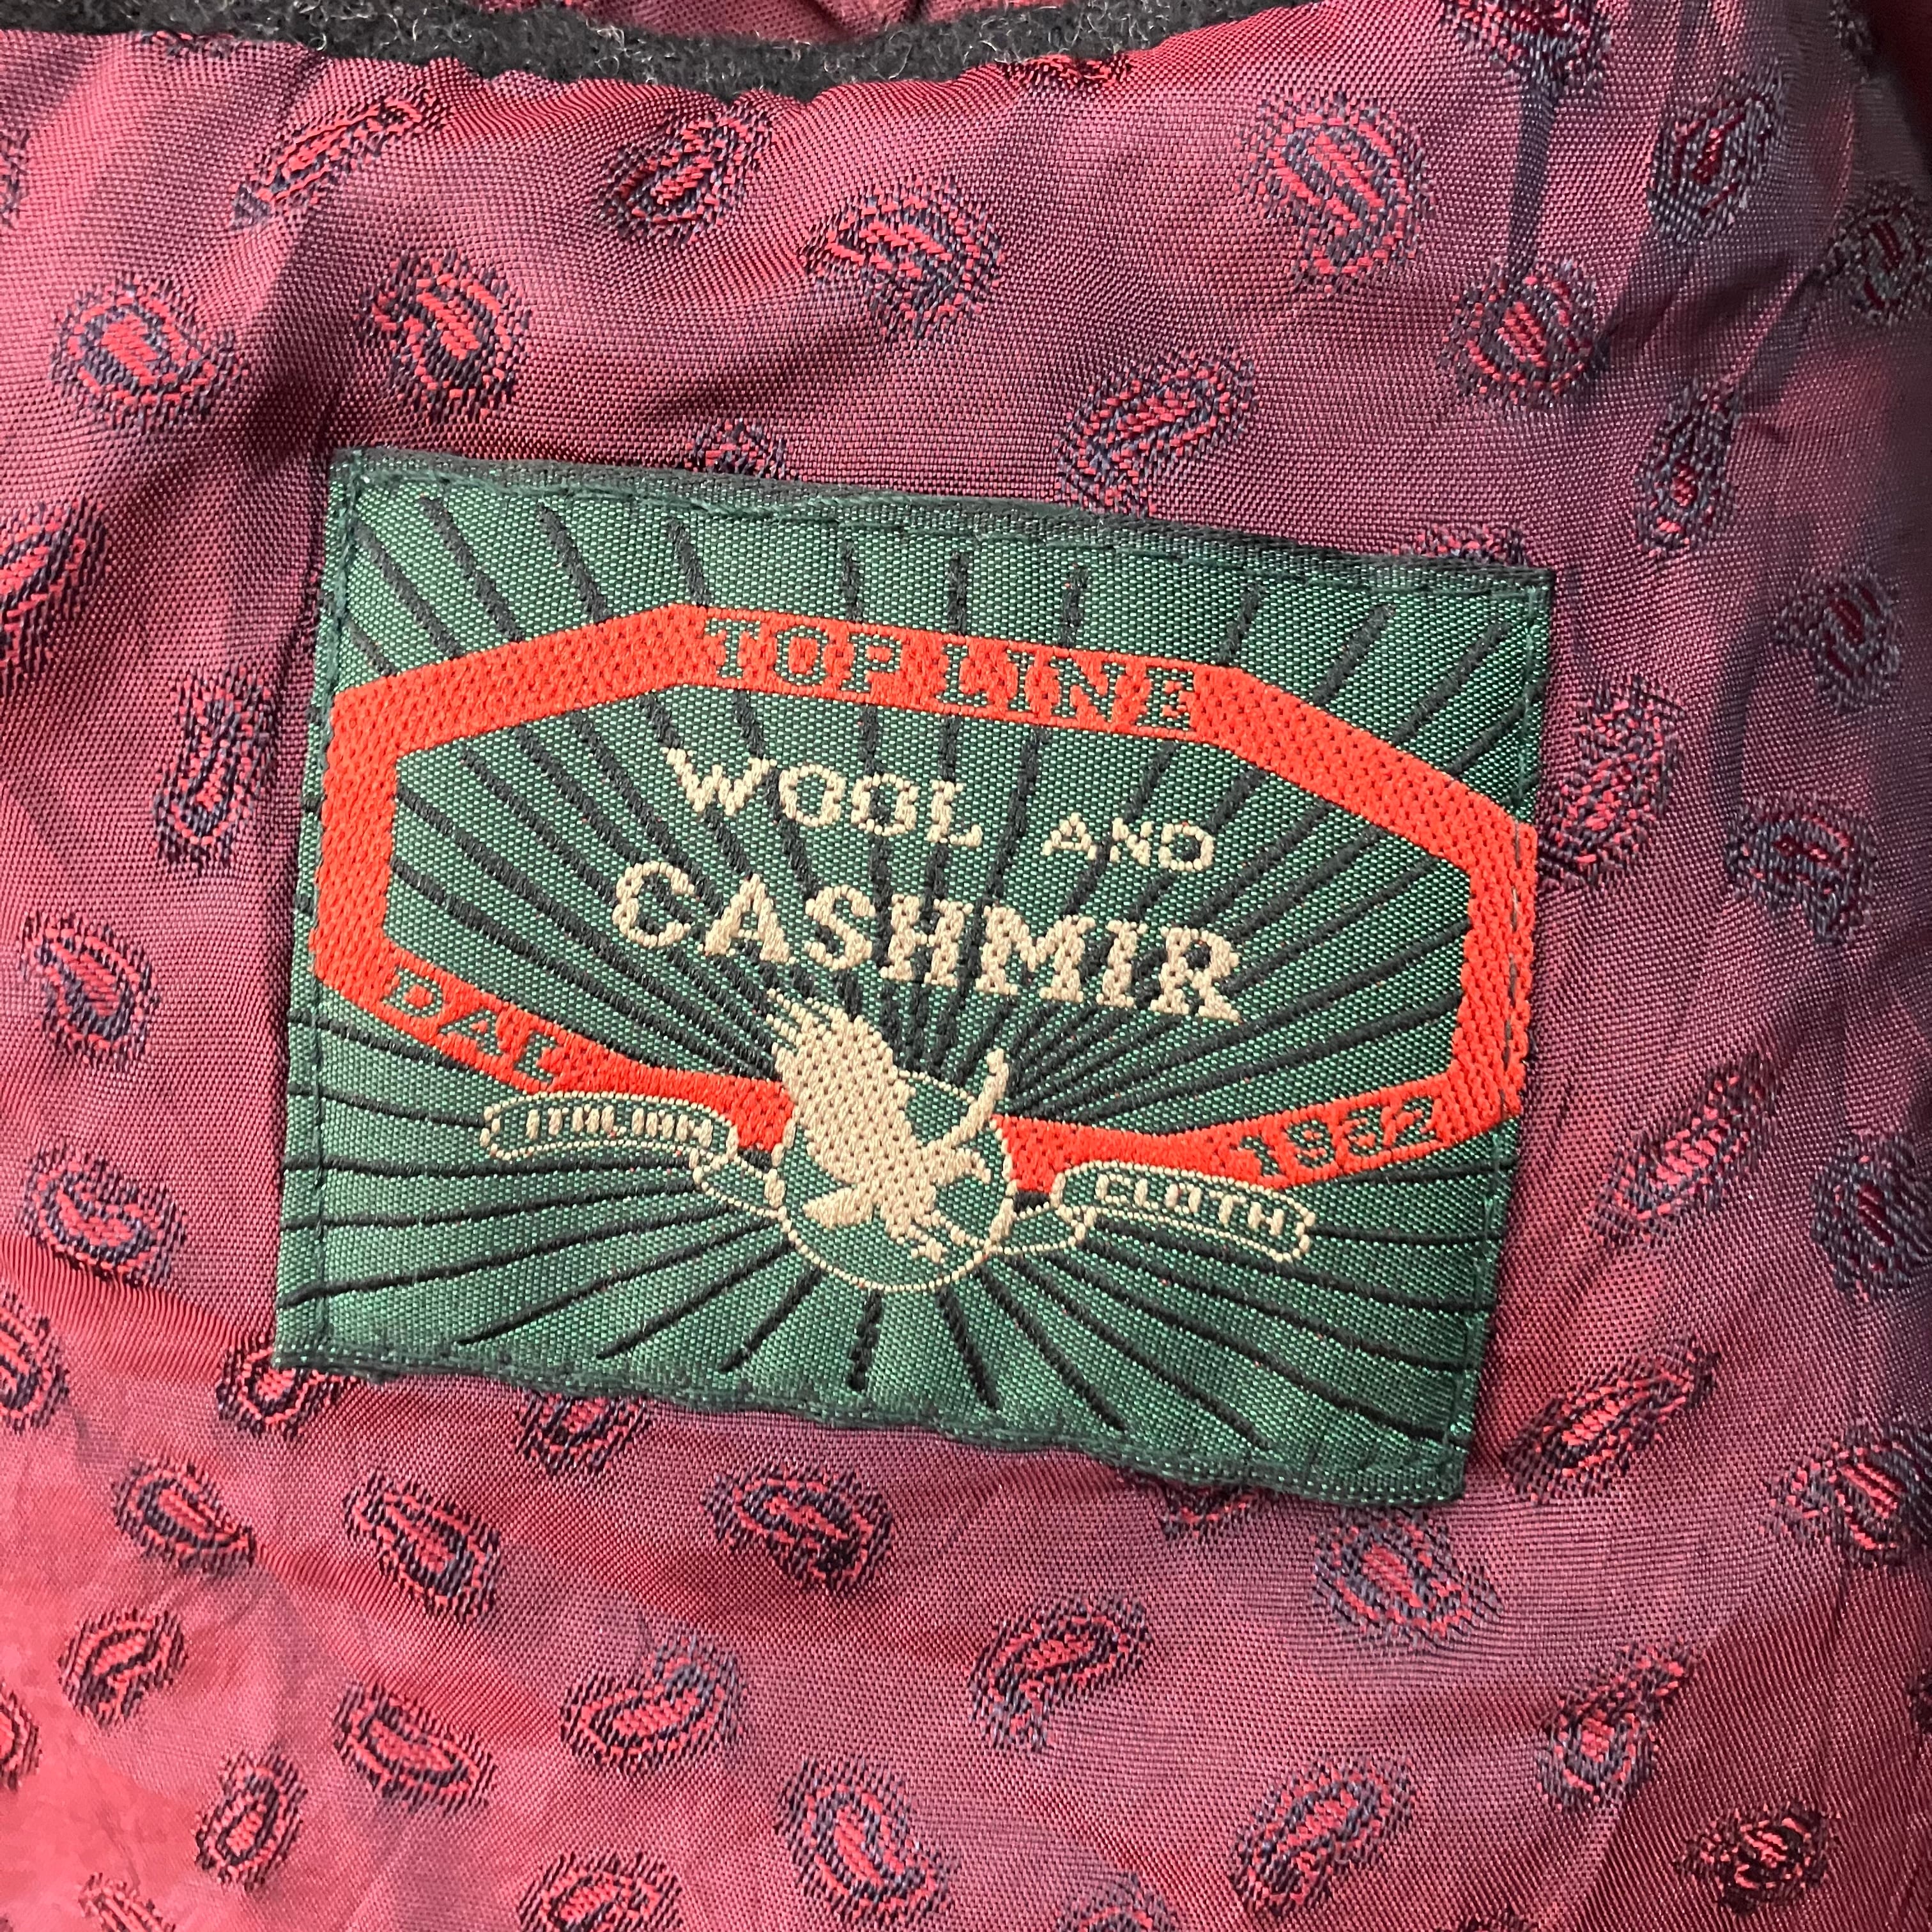 TOP LINE
WOOL AND
CASHMIR
DAL 1932
ITALIAN CLOTH